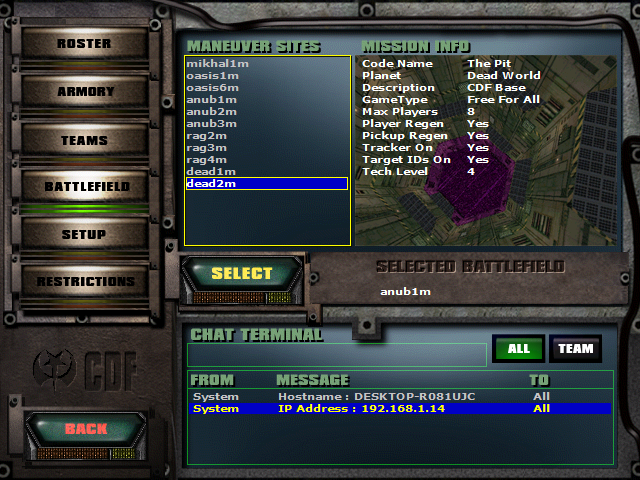 ROSTER
ARMORY
TEAMS
BATTLEFIELD
SETUP
RESTRICTIONS
CDF
BACK
MANEUVER SITES
mikhal1m
oasis1m
oasis6m
anub1m
anub2m
anub3m
rag2m
rag3m
rag4m
dead1m
dead2m
MISSION INFO
Code Name The Pit
Planet Dead World
Description CDF Base
GameType Free For All
Max Players 8
Player Regen Yes
Pickup Regen Yes
Tracker On Yes
Target IDs On Yes
Tech Level 4
SELECT
SELECTED BATTLEFIELD
anub1m
CHAT TERMINAL
ALL TEAM
FROM MESSAGE TO
System Hostname : DESKTOP-R081UJC All
System IP Address : 192.168.1.14 All